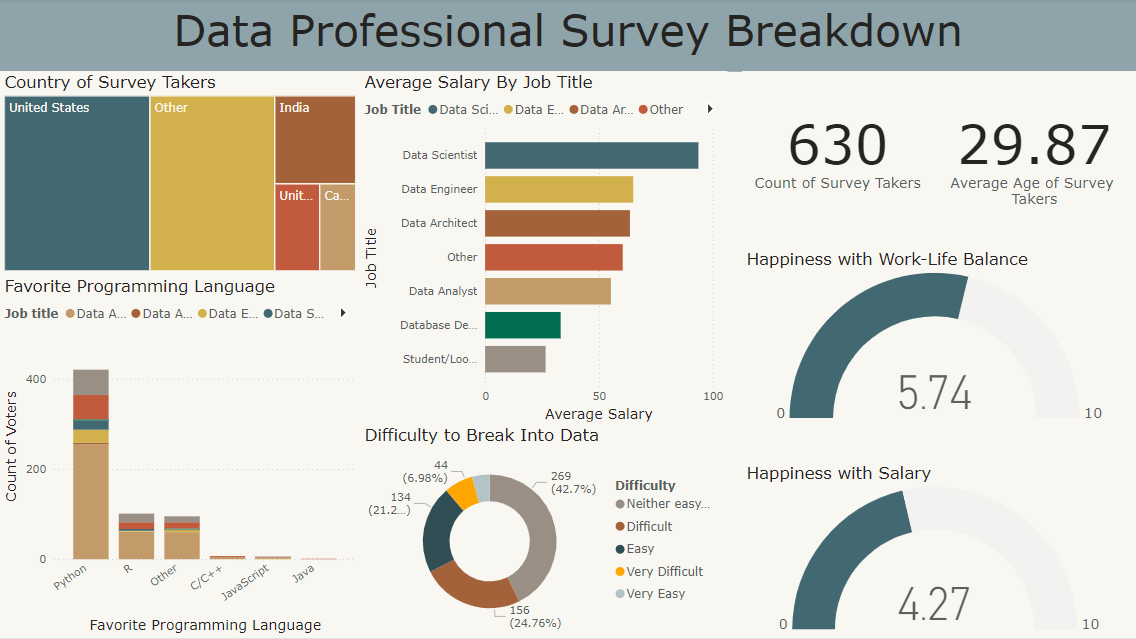 Data Professional Survey Breakdown
Country of Survey Takers
United States
Other
India
Unit...
Ca...
Average Salary By Job Title
Job Title
Data Sci...
Data E...
Data Ar...
Other
Job Title
Data Scientist
Data Engineer
Data Architect
Other
Data Analyst
Database De...
Student/Loo...
0
50
100
Average Salary
630
Count of Survey Takers
29.87
Average Age of Survey
Takers
Favorite Programming Language
Job title
Data A...
Data A...
Data E...
Data S...
Count of Voters
400
200
0
Python
R
Other
C/C++
JavaScript
Java
Favorite Programming Language
Difficulty to Break Into Data
44
(6.98%)
269
(42.7%)
134
(21.2...)
156
(24.76%)
Difficulty
Neither easy...
Difficult
Easy
Very Difficult
Very Easy
Happiness with Work-Life Balance
5.74
0
10
Happiness with Salary
4.27
0
10